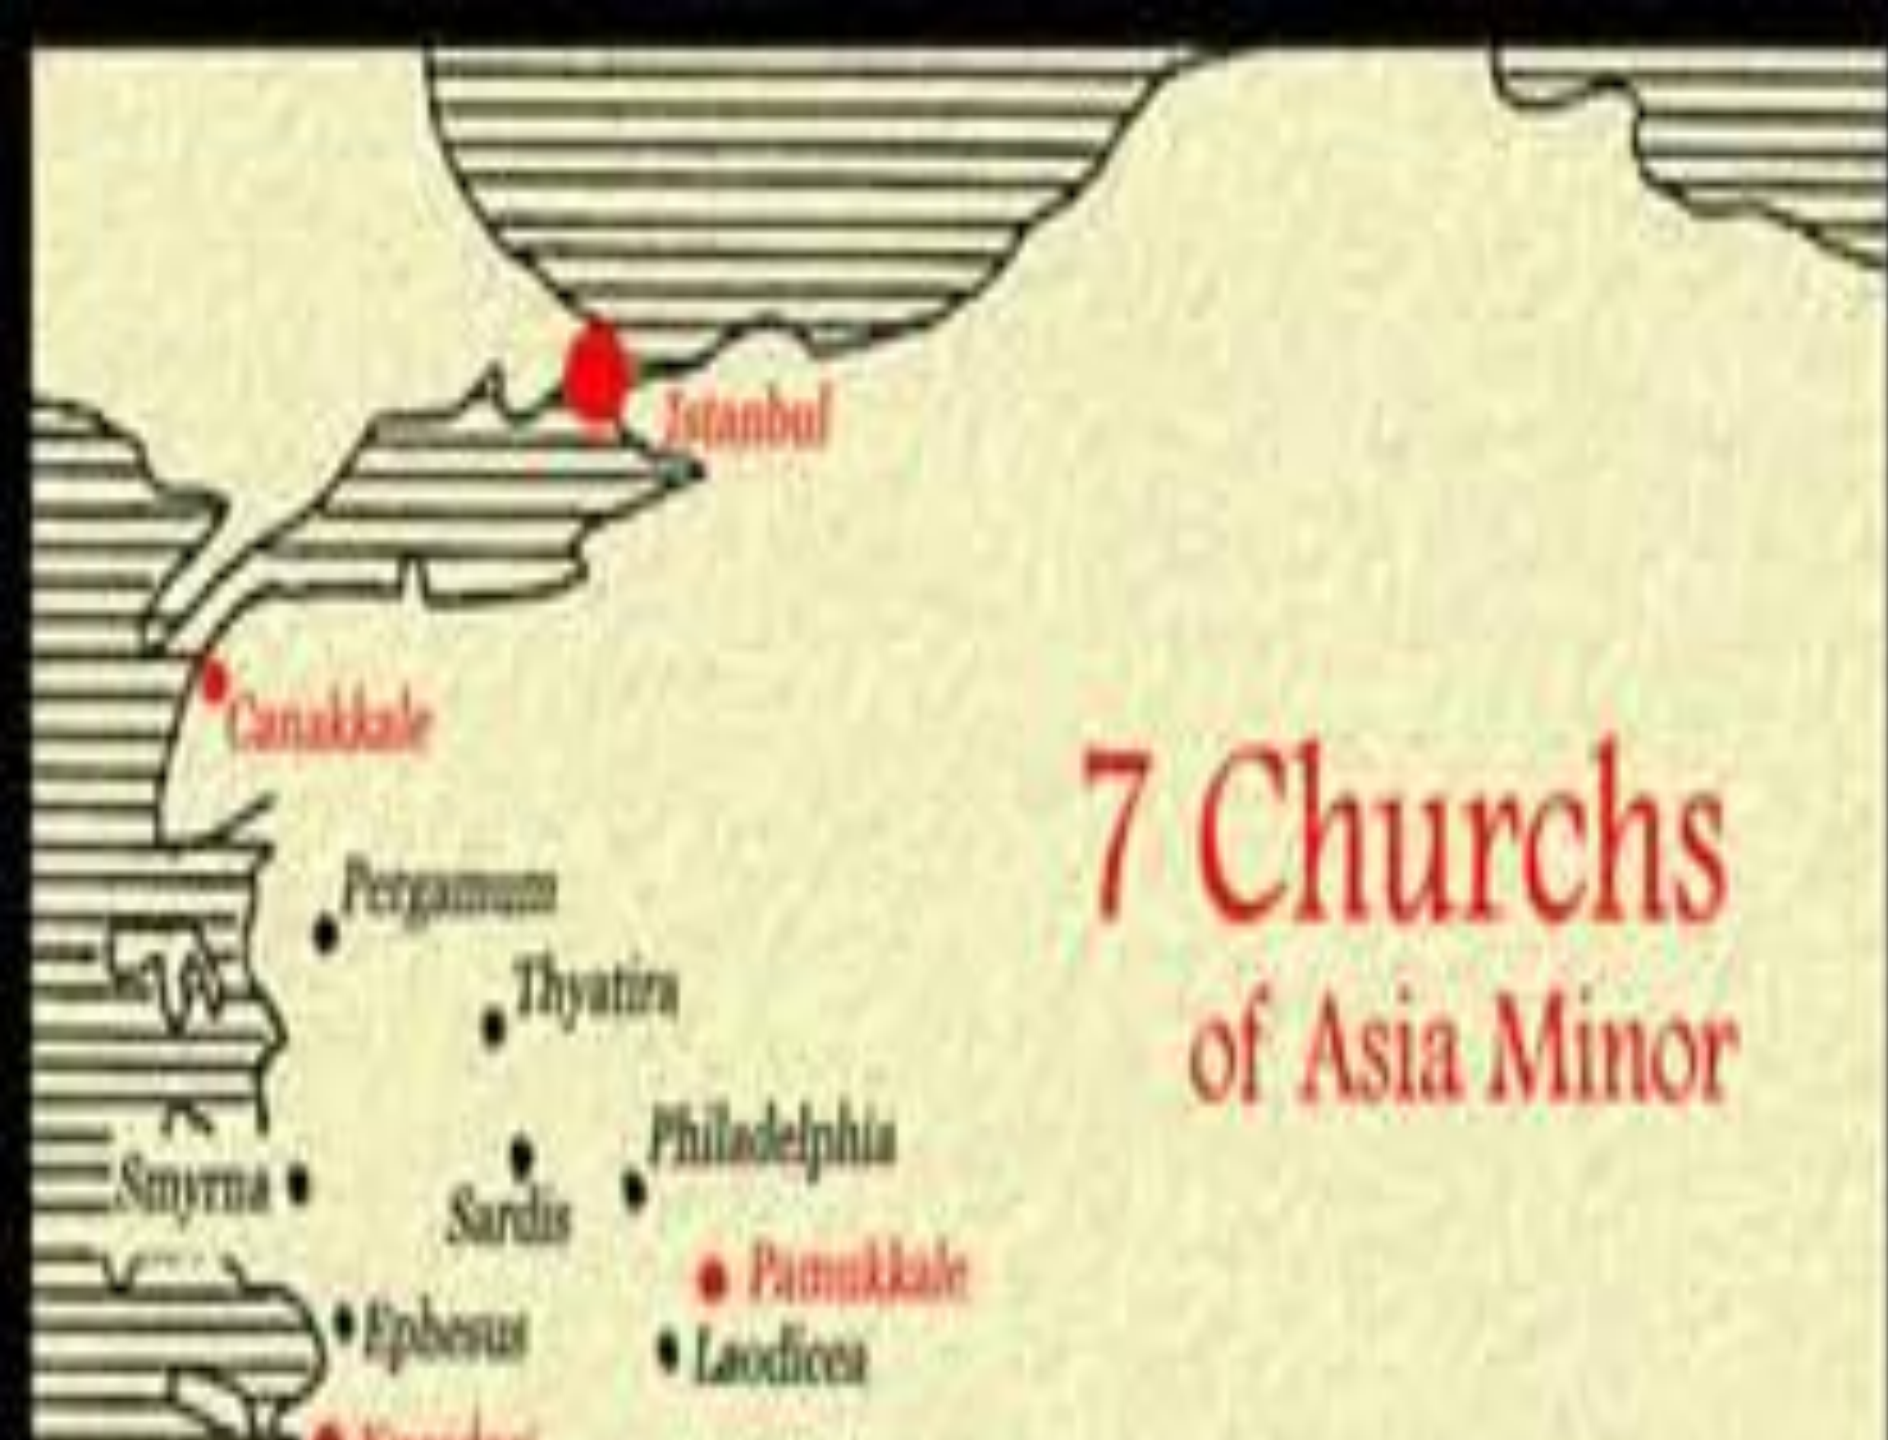 Istanbul
Canakkale
Pergamum
7 Churchs
of Asia Minor
Thyatira
Philadelphia
Smyrna
Sardis
Pamukkale
Ephesus
Laodicea